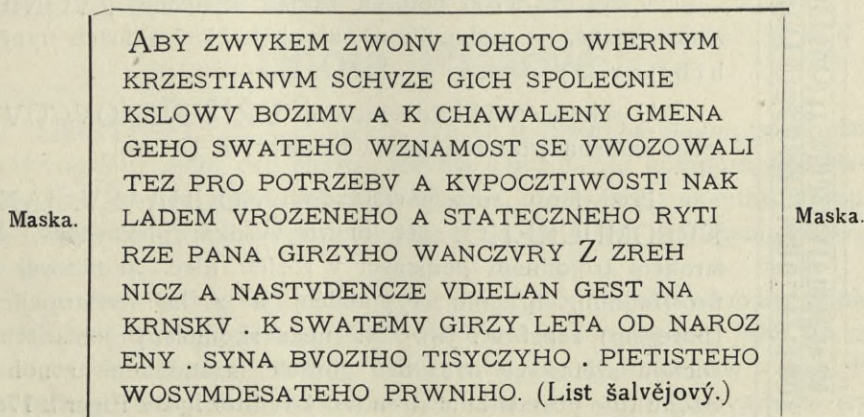 ABY ZWVKEM ZWONV TOHOTO WIERNYM
KRZESTIANVM SCHVZE GICH SPOLECNIE
KSLOWV BOZIMV A K CHAWALENY GMENA
GEHO SWATEHO WZNAMOST SE VWOZOWALI
TEZ PRO POTRZEBV A KVPOCZTIWOSTI NAK
Maska. LADEM VROZENEHO A STATECZNEHO RYTI Maska.
RZE PANA GIRZYHO WANCZVRY Z ZREH
NICZ A NASTVDENCZE VDIELAN GEST NA
KRNSKV . K SWATEMV GIRZY LETA OD NAROZ
ENY . SYNA BVOZIHO TISYCZYHO . PIETISTEHO
WOSVMDESATEHO PRWNIHO. (List šalvějový.)